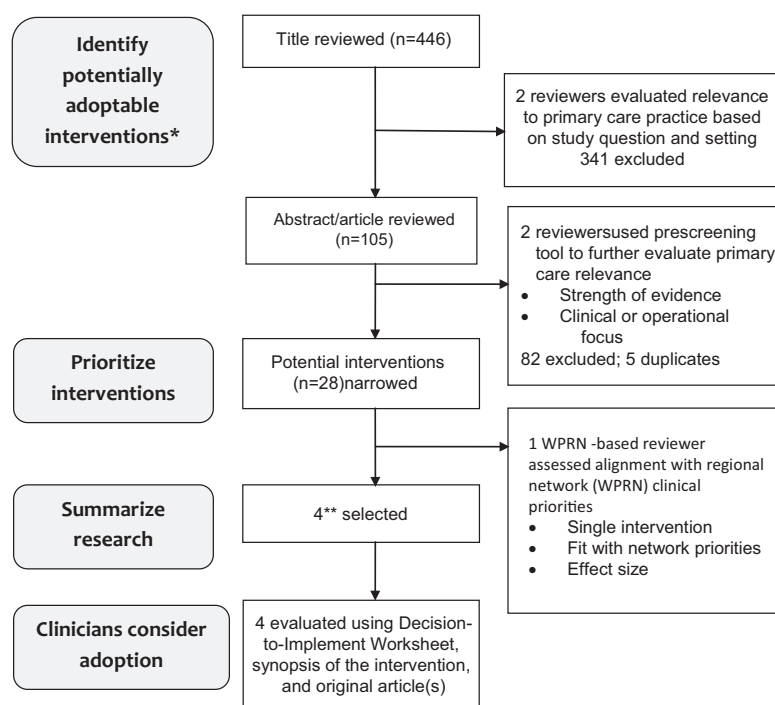 Identify
potentially
adoptable
interventions*
Title reviewed (n=446)
2 reviewers evaluated relevance
to primary care practice based
on study question and setting
341 excluded
Abstract/article reviewed
(n=105)
2 reviewersused prescreening
tool to further evaluate primary
care relevance
• Strength of evidence
• Clinical or operational
focus
82 excluded; 5 duplicates
Prioritize
interventions
Potential interventions
(n=28)narrowed
1 WPRN -based reviewer
assessed alignment with regional
network (WPRN) clinical
priorities
• Single intervention
• Fit with network priorities
• Effect size
Summarize
research
4** selected
Clinicians consider
adoption
4 evaluated using Decision-
to-Implement Worksheet,
synopsis of the intervention,
and original article(s)